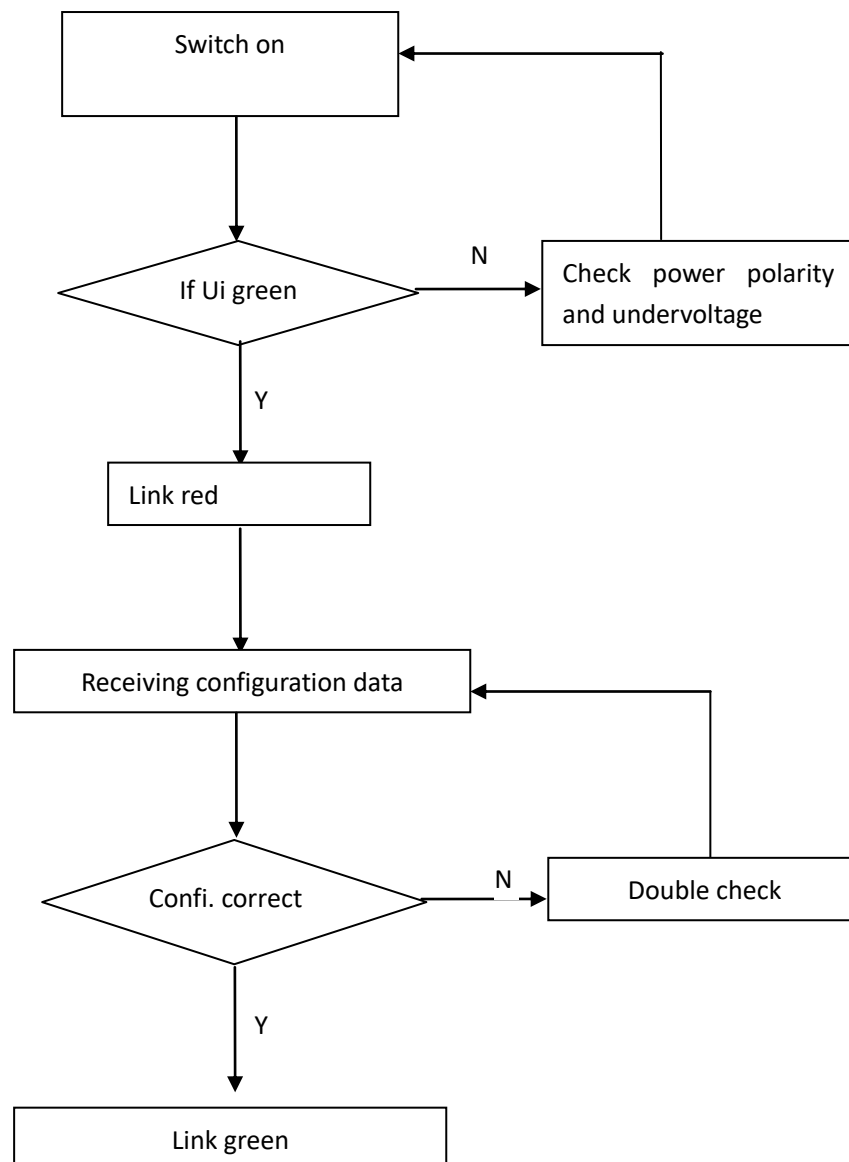 Switch on
If Ui green
N
Check power polarity
and undervoltage
Y
Link red
Receiving configuration data
Confi. correct
N
Double check
Y
Link green